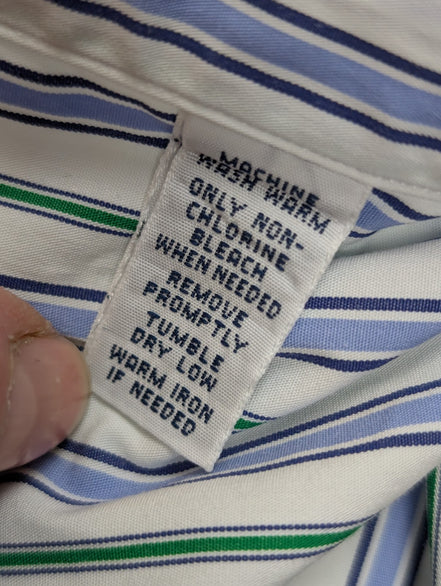 MACHINE
WASH WARM
ONLY NON-
CHLORINE
BLEACH
WHEN NEEDED
REMOVE
PROMPTLY
TUMBLE
DRY LOW
WARM IRON
IF NEEDED